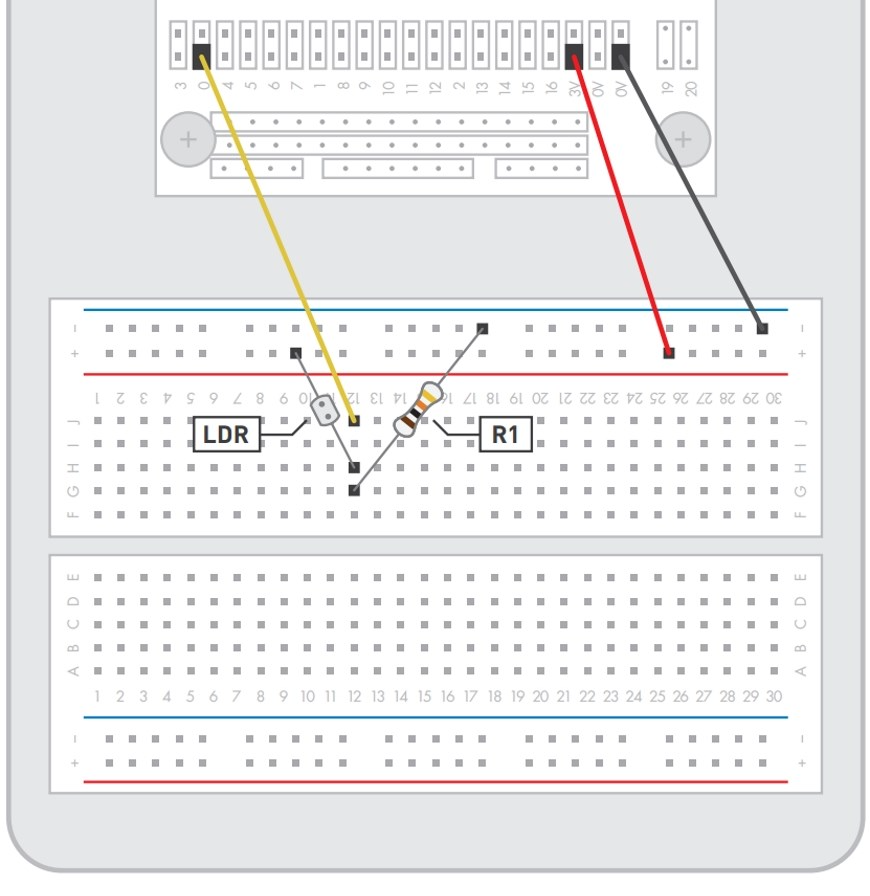 3 0 4 5 6 7 1 8 9 10 11 12 2 13 14 15 16 3V 0V 0V 19 20
− −
+ +
1 2 3 4 5 6 7 8 9 10 11 12 13 14 15 16 17 18 19 20 21 22 23 24 25 26 27 28 29 30
J J
LDR R1
I I
H H
G G
F F
E E
D D
C C
B B
A A
1 2 3 4 5 6 7 8 9 10 11 12 13 14 15 16 17 18 19 20 21 22 23 24 25 26 27 28 29 30
− −
+ +